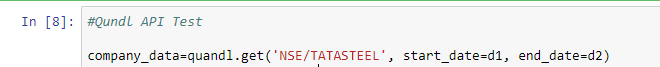 In [8]: #Qundl API Test
company_data=quandl.get('NSE/TATASTEEL', start_date=d1, end_date=d2)